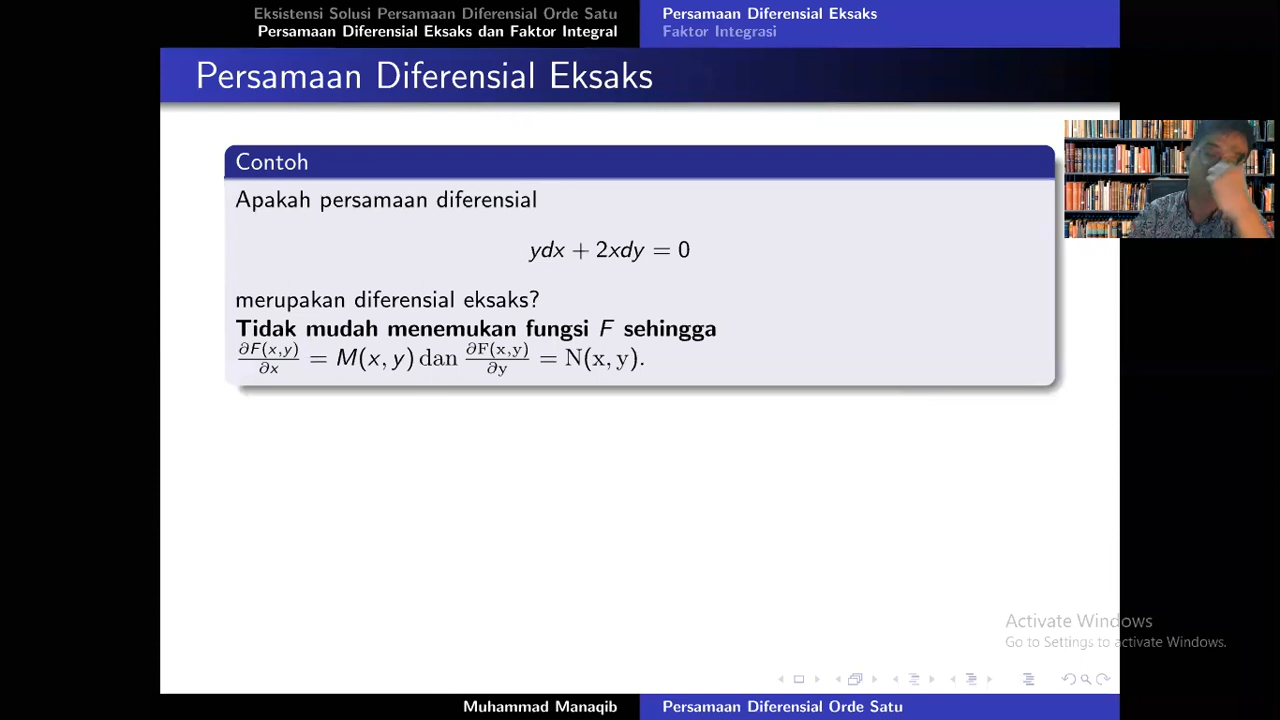 Eksistensi Solusi Persamaan Diferensial Orde Satu
Persamaan Diferensial Eksaks dan Faktor Integral
Persamaan Diferensial Eksaks
Faktor Integrasi
Persamaan Diferensial Eksaks
Contoh
Apakah persamaan diferensial
ydx + 2xdy = 0
merupakan diferensial eksaks?
Tidak mudah menemukan fungsi F sehingga
∂F(x,y)/∂x = M(x, y) dan ∂F(x,y)/∂y = N(x, y).
Activate Windows
Go to Settings to activate Windows.
Muhammad Manaqib
Persamaan Diferensial Orde Satu